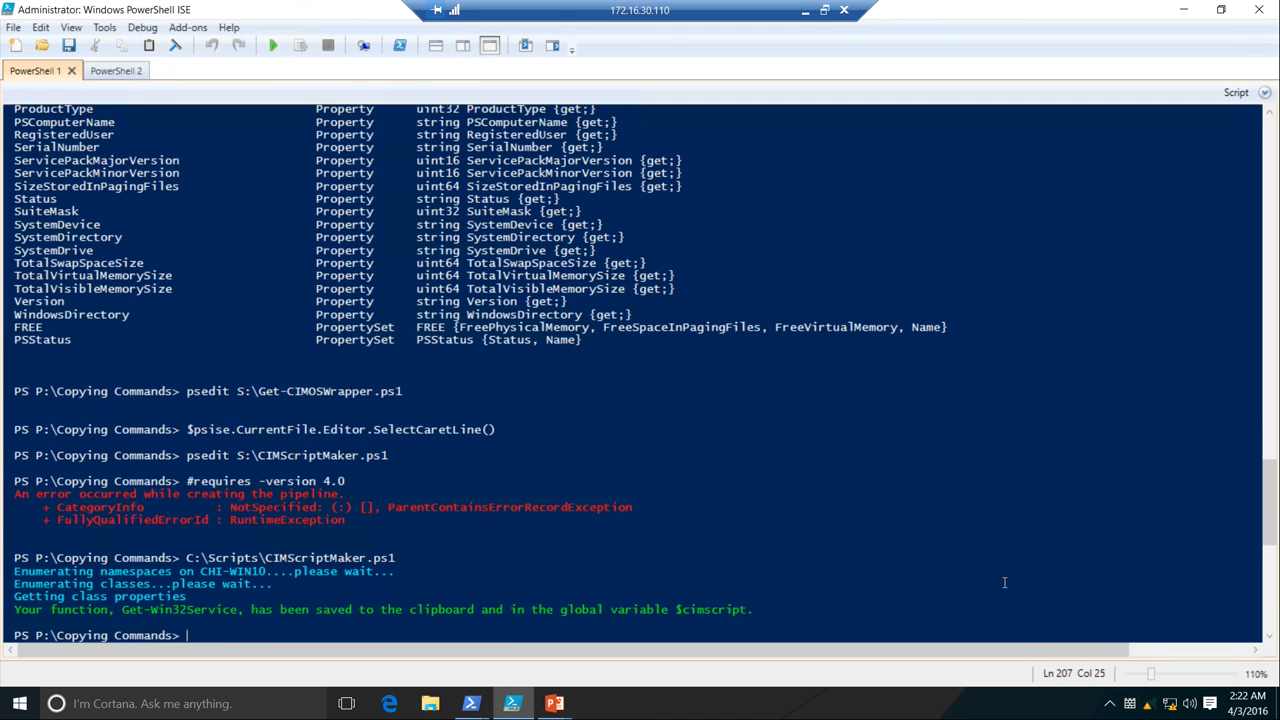 Administrator: Windows PowerShell ISE
172.16.30.110
File Edit View Tools Debug Add-ons Help
PowerShell 1 PowerShell 2
Script
ProductType Property uint32 ProductType {get;}
PSComputerName Property string PSComputerName {get;}
RegisteredUser Property string RegisteredUser {get;}
SerialNumber Property string SerialNumber {get;}
ServicePackMajorVersion Property uint16 ServicePackMajorVersion {get;}
ServicePackMinorVersion Property uint16 ServicePackMinorVersion {get;}
SizeStoredInPagingFiles Property uint64 SizeStoredInPagingFiles {get;}
Status Property string Status {get;}
SuiteMask Property uint32 SuiteMask {get;}
SystemDevice Property string SystemDevice {get;}
SystemDirectory Property string SystemDirectory {get;}
SystemDrive Property string SystemDrive {get;}
TotalSwapSpaceSize Property uint64 TotalSwapSpaceSize {get;}
TotalVirtualMemorySize Property uint64 TotalVirtualMemorySize {get;}
TotalVisibleMemorySize Property uint64 TotalVisibleMemorySize {get;}
Version Property string Version {get;}
WindowsDirectory Property string WindowsDirectory {get;}
FREE PropertySet FREE {FreePhysicalMemory, FreeSpaceInPagingFiles, FreeVirtualMemory, Name}
PSStatus PropertySet PSStatus {Status, Name}
PS P:\Copying Commands> psedit S:\Get-CIMOSWrapper.ps1
PS P:\Copying Commands> $psise.CurrentFile.Editor.SelectCaretLine()
PS P:\Copying Commands> psedit S:\CIMScriptMaker.ps1
PS P:\Copying Commands> #requires -version 4.0
An error occurred while creating the pipeline.
+ CategoryInfo : NotSpecified: (:) [], ParentContainsErrorRecordException
+ FullyQualifiedErrorId : RuntimeException
PS P:\Copying Commands> C:\Scripts\CIMScriptMaker.ps1
Enumerating namespaces on CHI-WIN10....please wait...
Enumerating classes...please wait...
Getting class properties
Your function, Get-Win32Service, has been saved to the clipboard and in the global variable $cimscript.
PS P:\Copying Commands>
Ln 207 Col 25 110%
I'm Cortana. Ask me anything.
2:22 AM
4/3/2016